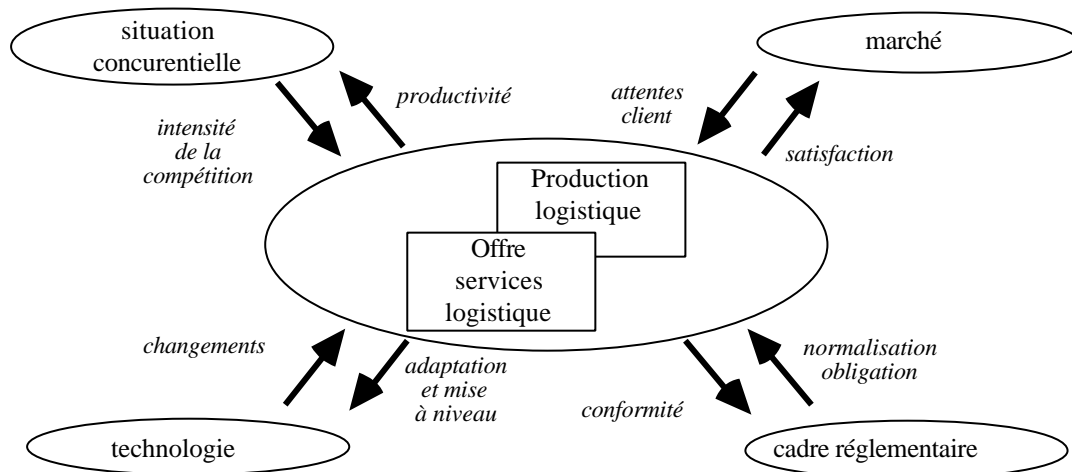 situation
concurentielle
marché
productivité
attentes
client
intensité
de la
compétition
satisfaction
Production
logistique
Offre
services
logistique
changements
adaptation
et mise
à niveau
normalisation
obligation
conformité
technologie
cadre réglementaire